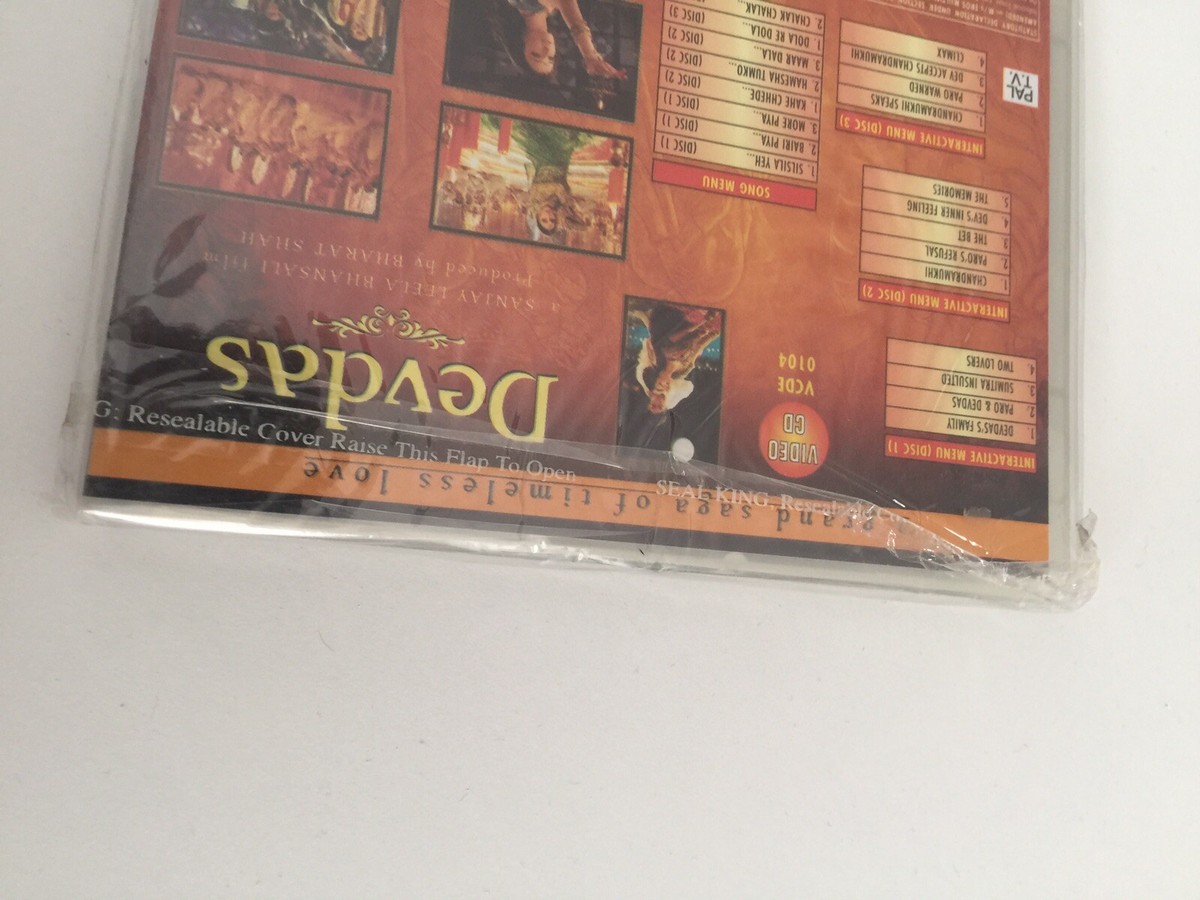 a grand saga of timeless love
SEAL KING: Reseal
G: Resealable Cover Raise This Flap To Open
Devdas
a SANJAY LEELA BHANSALI film
Produced by BHARAT SHAH
VIDEO
CD
VCDE
0104
INTERACTIVE MENU (DISC 1)
1. DEVDAS'S FAMILY
2. PARO & DEVDAS
3. SUMITRA INSULTED
4. TWO LOVERS
INTERACTIVE MENU (DISC 2)
1. CHANDRAMUKHI
2. PARO'S REFUSAL
3. THE BET
4. DEV'S INNER FEELING
5. THE MEMORIES
INTERACTIVE MENU (DISC 3)
1. CHANDRAMUKHI SPEAKS
2. PARO WARNED
3. DEV ACCEPTS CHANDRAMUKHI
4. CLIMAX
SONG MENU
1. SILSILA YEH... (DISC 1)
2. BAIRI PIYA... (DISC 1)
3. MORE PIYA... (DISC 1)
1. KAHE CHHEDE... (DISC 2)
2. HAMESHA TUMKO... (DISC 2)
3. MAAR DALA... (DISC 2)
1. DOLA RE DOLA... (DISC 3)
2. CHALAK CHALAK...
PAL
T.V.